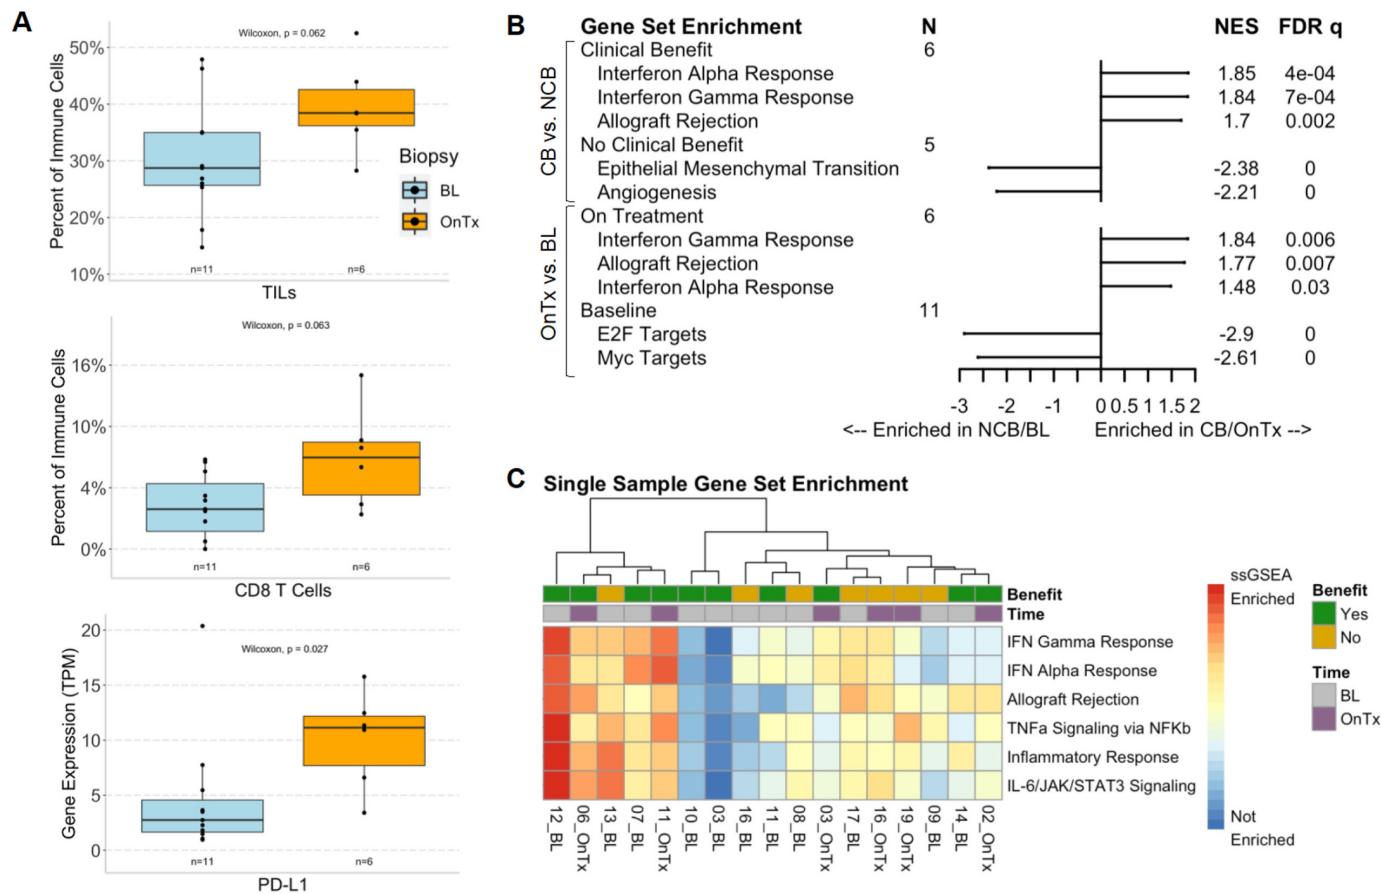 A
Wilcoxon, p = 0.062
50%
40%
30%
20%
10%
Percent of Immune Cells
n=11
n=6
TILs
Biopsy
BL
OnTx
Wilcoxon, p = 0.063
16%
10%
4%
0%
Percent of Immune Cells
n=11
n=6
CD8 T Cells
Wilcoxon, p = 0.027
20
15
10
5
0
Gene Expression (TPM)
n=11
n=6
PD-L1
B
Gene Set Enrichment N NES FDR q
CB vs. NCB
Clinical Benefit 6
Interferon Alpha Response 1.85 4e-04
Interferon Gamma Response 1.84 7e-04
Allograft Rejection 1.7 0.002
No Clinical Benefit 5
Epithelial Mesenchymal Transition -2.38 0
Angiogenesis -2.21 0
OnTx vs. BL
On Treatment 6
Interferon Gamma Response 1.84 0.006
Allograft Rejection 1.77 0.007
Interferon Alpha Response 1.48 0.03
Baseline 11
E2F Targets -2.9 0
Myc Targets -2.61 0
-3 -2 -1 0 0.5 1 1.5 2
<-- Enriched in NCB/BL Enriched in CB/OnTx -->
C
Single Sample Gene Set Enrichment
Benefit
Time
IFN Gamma Response
IFN Alpha Response
Allograft Rejection
TNFa Signaling via NFKb
Inflammatory Response
IL-6/JAK/STAT3 Signaling
12_BL
06_OnTx
13_BL
07_BL
11_OnTx
10_BL
03_BL
16_BL
11_BL
08_BL
03_OnTx
17_BL
16_OnTx
19_OnTx
09_BL
14_BL
02_OnTx
ssGSEA
Enriched
Not
Enriched
Benefit
Yes
No
Time
BL
OnTx